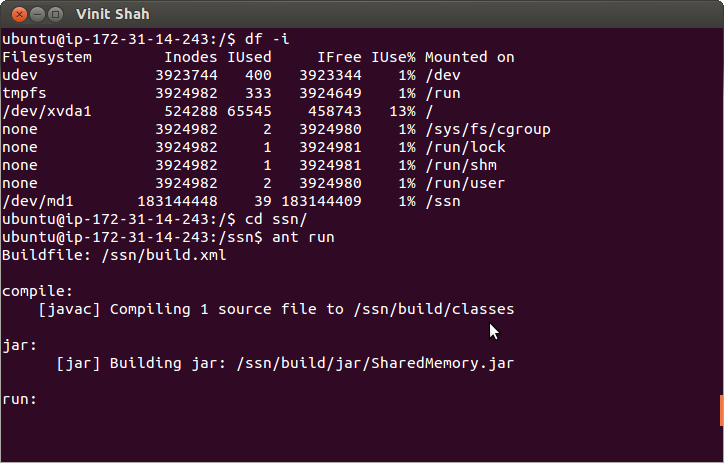 Vinit Shah
ubuntu@ip-172-31-14-243:/$ df -i
Filesystem        Inodes IUsed     IFree IUse% Mounted on
udev             3923744   400   3923344    1% /dev
tmpfs            3924982   333   3924649    1% /run
/dev/xvda1        524288 65545    458743   13% /
none             3924982     2   3924980    1% /sys/fs/cgroup
none             3924982     1   3924981    1% /run/lock
none             3924982     1   3924981    1% /run/shm
none             3924982     2   3924980    1% /run/user
/dev/md1       183144448    39 183144409    1% /ssn
ubuntu@ip-172-31-14-243:/$ cd ssn/
ubuntu@ip-172-31-14-243:/ssn$ ant run
Buildfile: /ssn/build.xml
compile:
    [javac] Compiling 1 source file to /ssn/build/classes
jar:
      [jar] Building jar: /ssn/build/jar/SharedMemory.jar
run: